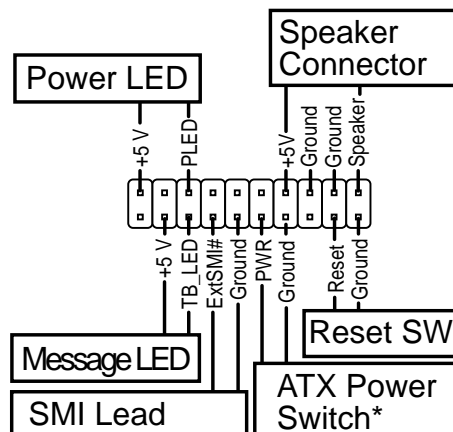 Speaker
Connector
Power LED
+5 V
PLED
+5V
Ground
Ground
Speaker
+5 V
TB_LED
ExtSMI#
Ground
PWR
Ground
Reset
Ground
Reset SW
Message LED
ATX Power
Switch*
SMI Lead